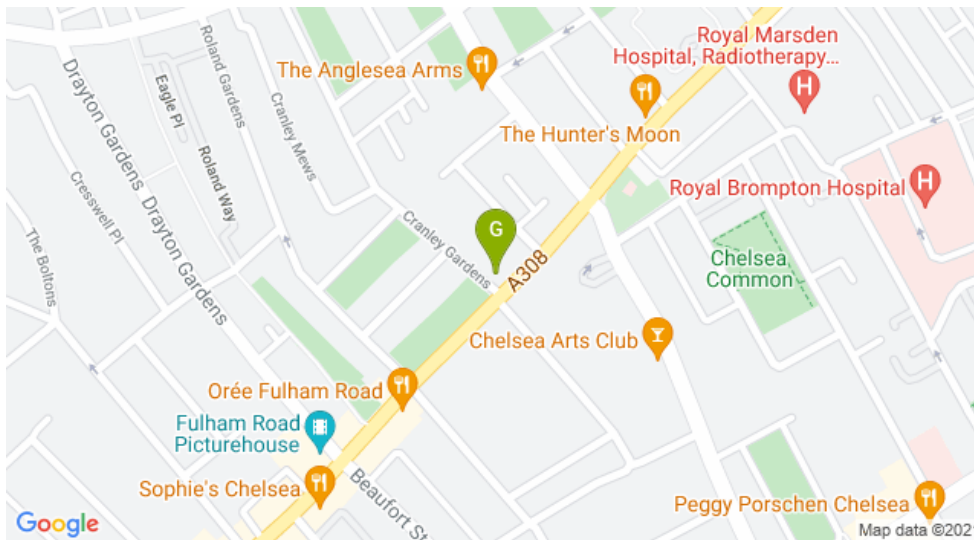 Royal Marsden
Hospital, Radiotherapy...
The Anglesea Arms
Roland Gardens
Drayton Gardens
Eagle Pl
Cranley Mews
The Hunter's Moon
Roland Way
Royal Brompton Hospital
Cresswell Pl
Drayton Gardens
G
Cranley Gardens
The Boltons
A308
Chelsea
Common
Chelsea Arts Club
Orée Fulham Road
Fulham Road
Picturehouse
Sophie's Chelsea
Beaufort St
Peggy Porschen Chelsea
Google
Map data ©202
H
H